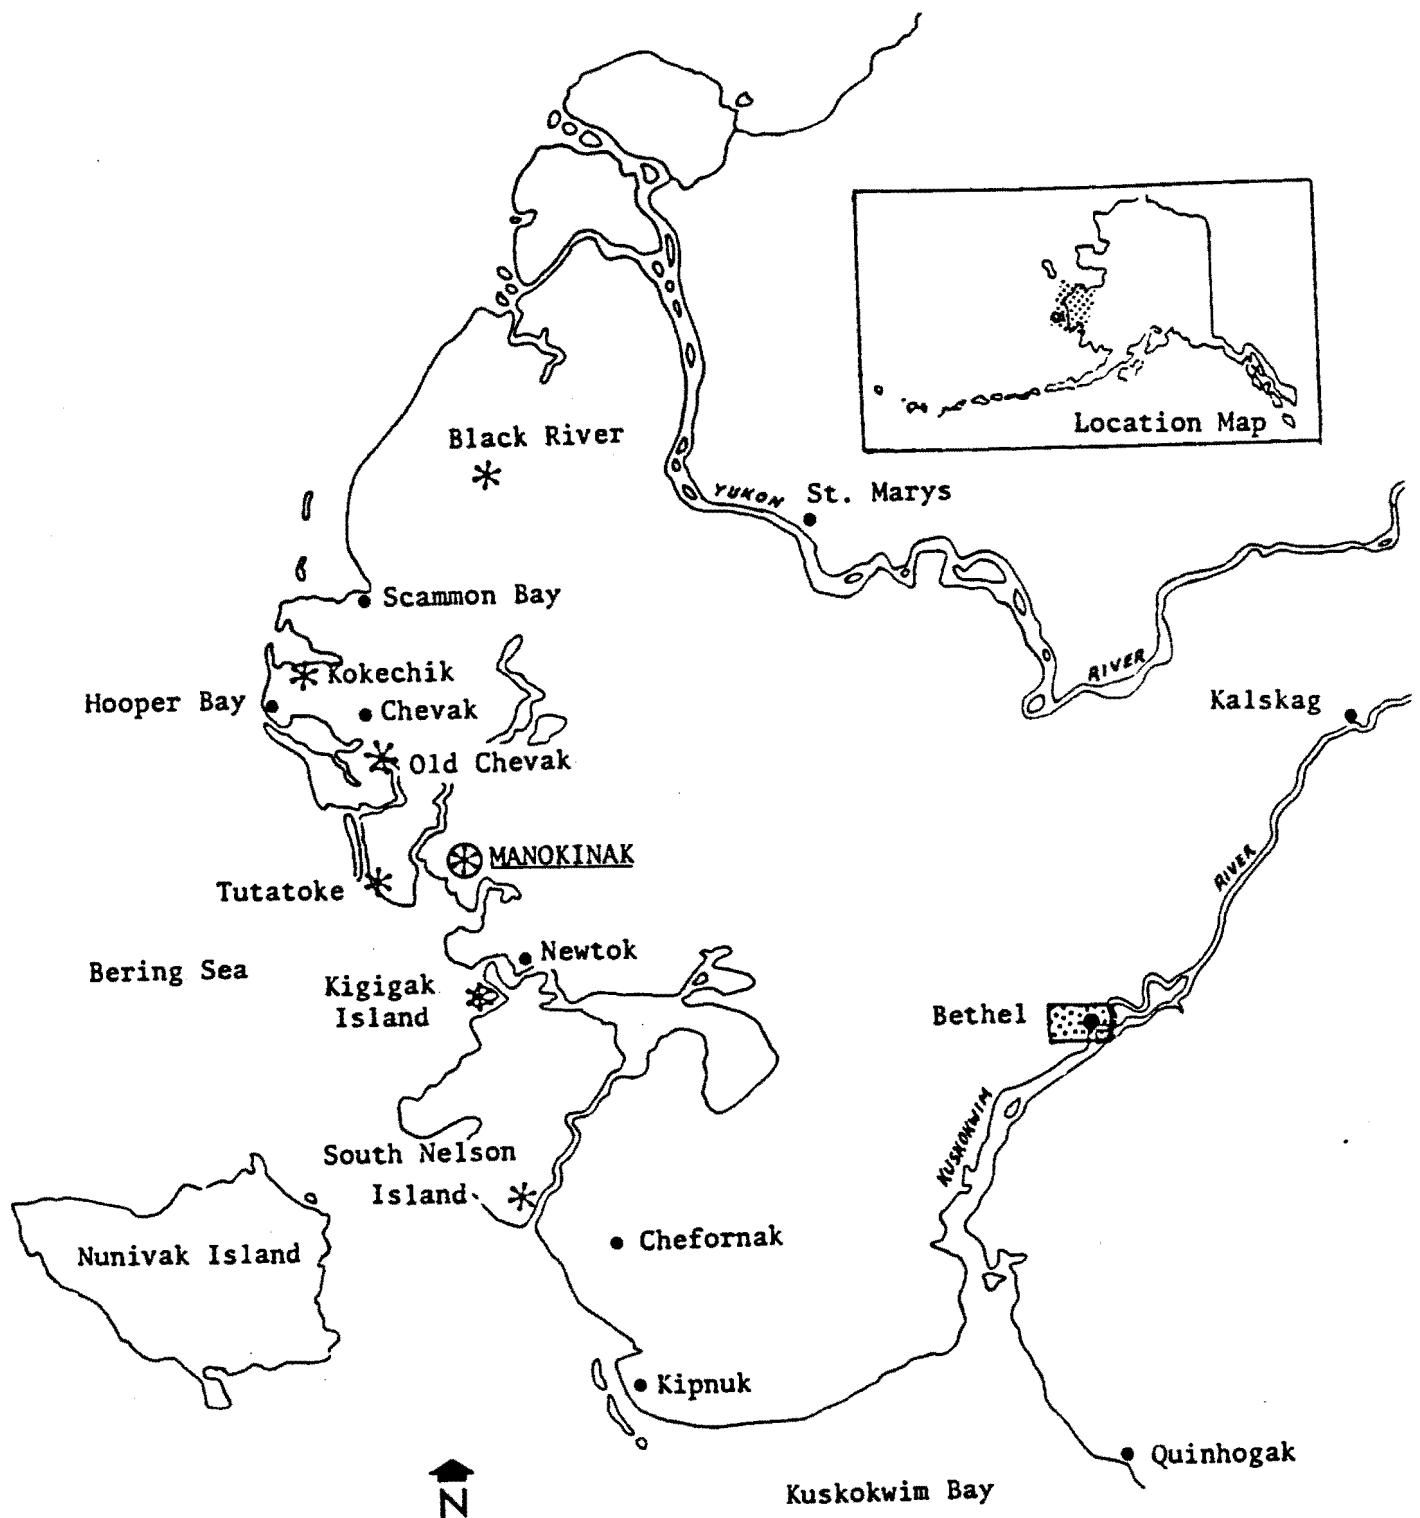 Location Map
Black River
YUKON
St. Marys
Scammon Bay
RIVER
Kokechik
Hooper Bay
Chevak
Kalskag
Old Chevak
MANOKINAK
RIVER
Tutatoke
Newtok
Bering Sea
Kigigak
Island
Bethel
KUSKOKWIM
South Nelson
Island
Chefornak
Nunivak Island
Kipnuk
Quinhogak
N
Kuskokwim Bay